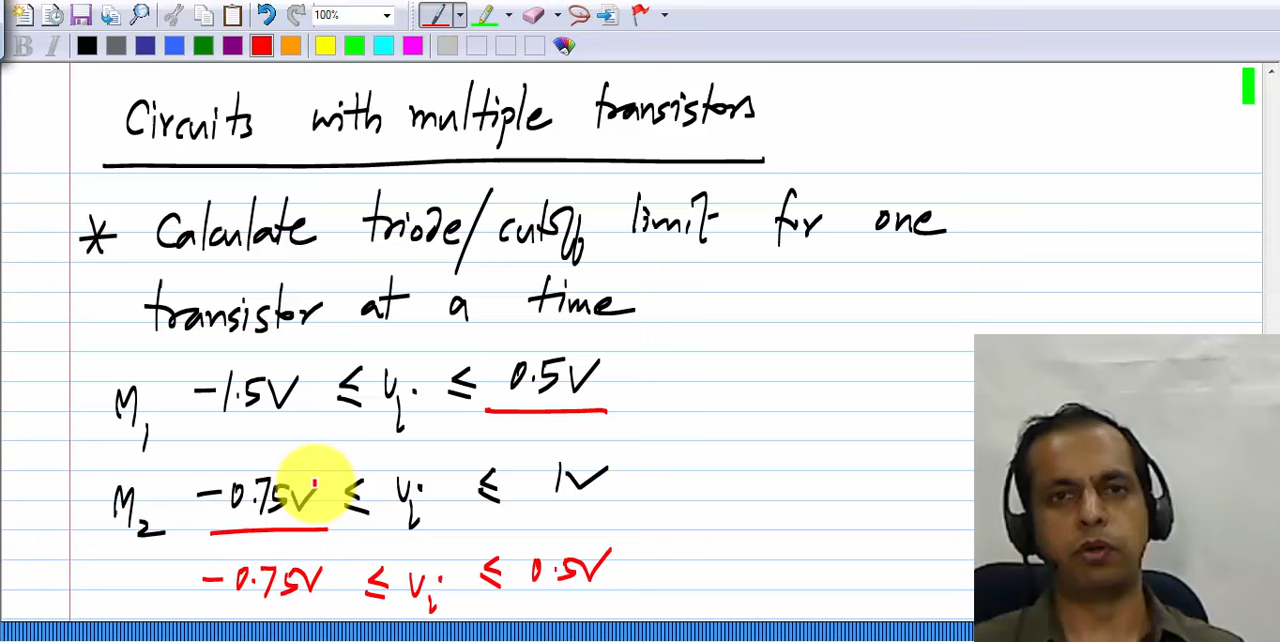 100%
B I
Circuits with multiple transistors
* Calculate triode/cutoff limit for one
transistor at a time
M₁ -1.5V ≤ vᵢ ≤ 0.5V
M₂ -0.75V ≤ vᵢ ≤ 1V
-0.75V ≤ vᵢ ≤ 0.5V